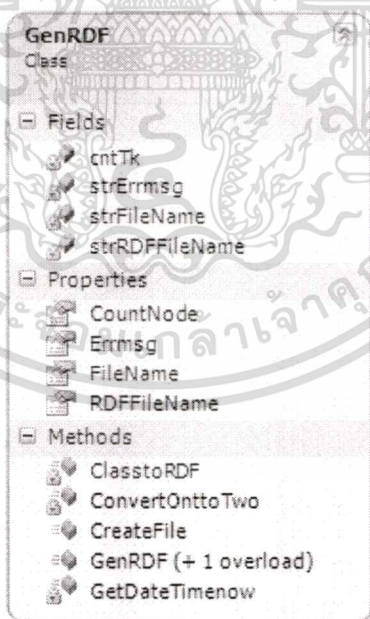 GenRDF
Class
Fields
cntTk
strErrmsg
strFileName
strRDFFileName
Properties
CountNode
Errmsg
FileName
RDFFileName
Methods
ClasstoRDF
ConvertOnttoTwo
CreateFile
GenRDF (+ 1 overload)
GetDateTimenow